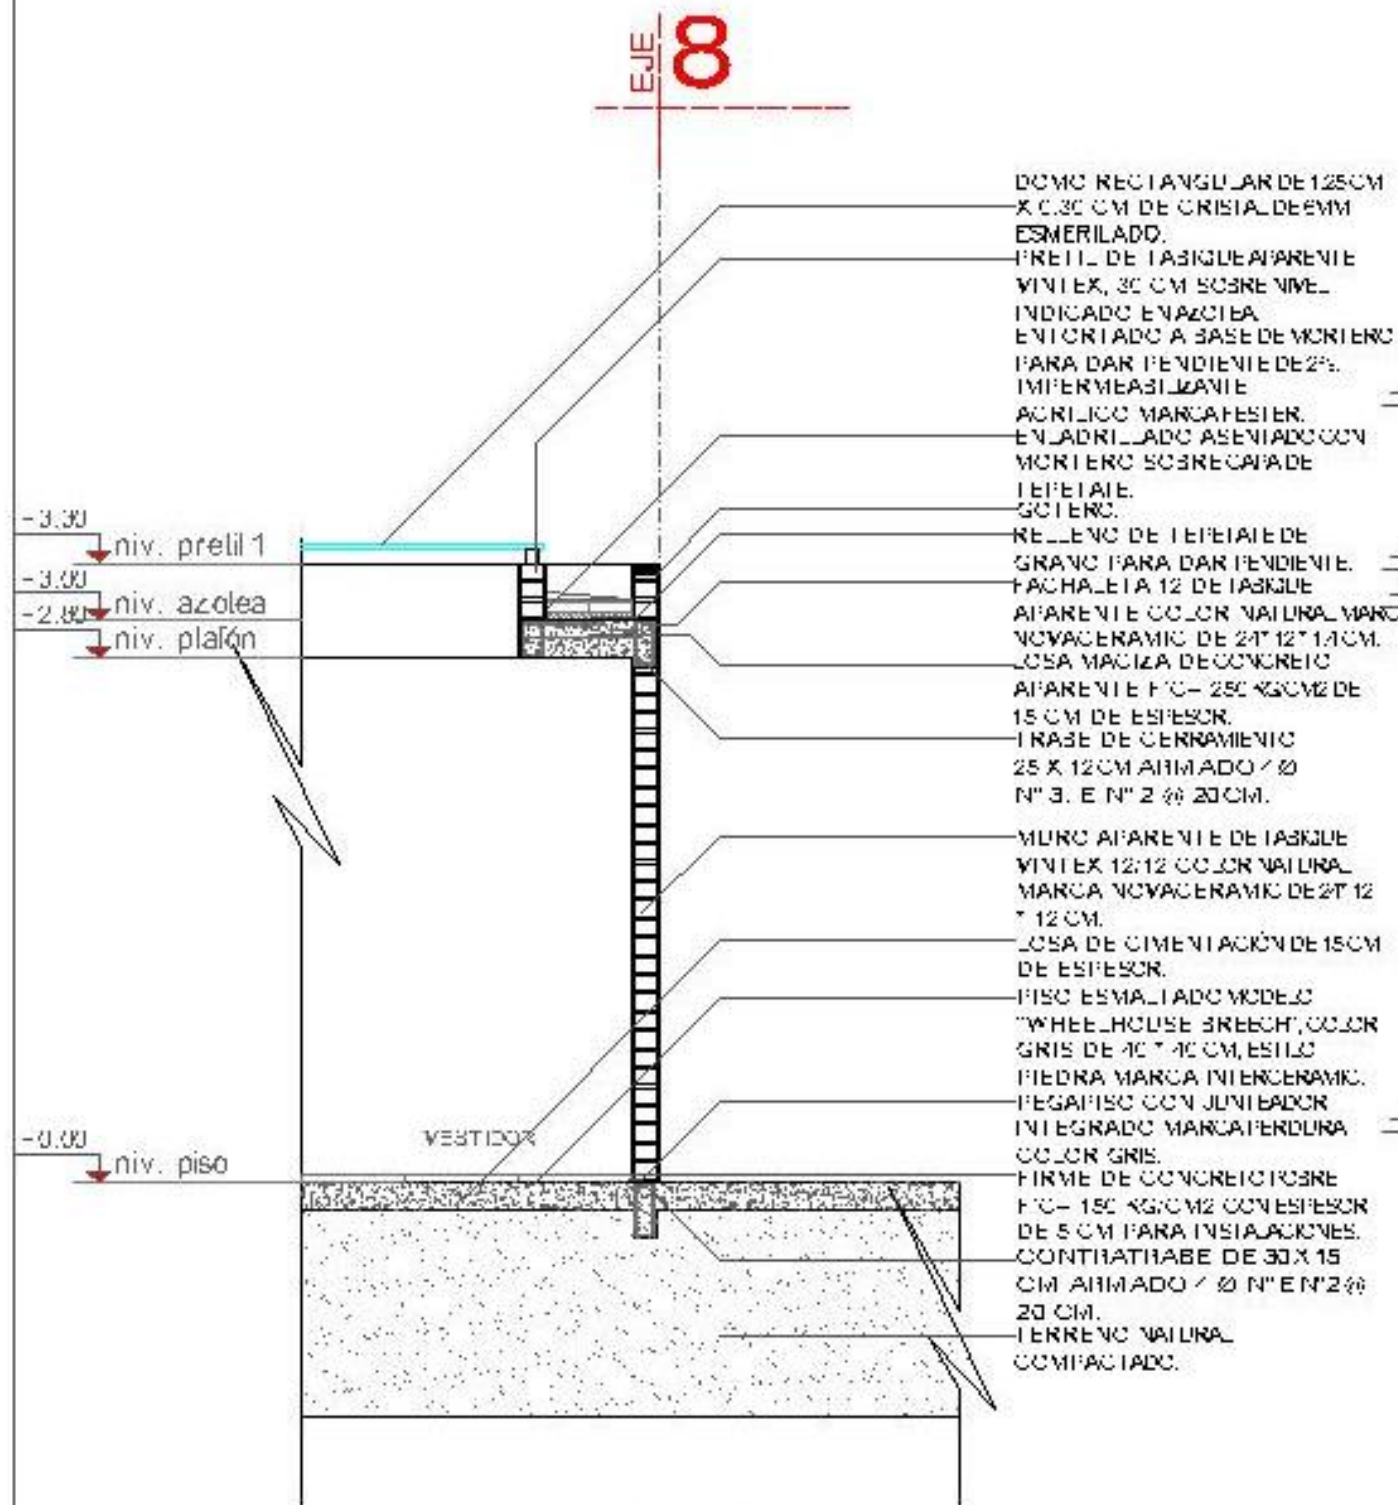 EJE 8
DOMO RECTANGULAR DE 1.25 CM
X 0.30 CM DE CRISTAL DE 6MM
ESMERILADO.
PRETIL DE TABIQUE APARENTE
VINTEX, 30 CM SOBRE NIVEL
INDICADO EN AZOTEA
ENTORTADO A BASE DE MORTERO
PARA DAR PENDIENTE DE 2%.
IMPERMEABILIZANTE
ACRILICO MARCA FESTER.
ENLADRILLADO ASENTADO CON
MORTERO SOBRE CAPA DE
TEPETATE.
GOTERO.
RELLENO DE TEPETATE DE
GRANO PARA DAR PENDIENTE.
FACHALETA 12 DE TABIQUE
APARENTE COLOR NATURAL MARC
NOVACERAMIC DE 24*12*1.4 CM.
LOSA MACIZA DE CONCRETO
APARENTE F'C= 250 KG/CM2 DE
15 CM DE ESPESOR.
TRABE DE CERRAMIENTO
25 X 12 CM ARMADO 4 Ø
N° 3. E N° 2 @ 20 CM.
MURO APARENTE DE TABIQUE
VINTEX 12/12 COLOR NATURAL
MARCA NOVACERAMIC DE 24* 12
* 12 CM.
LOSA DE CIMENTACIÓN DE 15 CM
DE ESPESOR.
PISO ESMALTADO MODELO
"WHEELHOUSE BREECH", COLOR
GRIS DE 40 * 40 CM, ESTILO
PIEDRA MARCA INTERCERAMIC.
PEGAPISO CON JUNTEADOR
INTEGRADO MARCA PERDURA
COLOR GRIS.
FIRME DE CONCRETO POBRE
F'C= 150 KG/CM2 CON ESPESOR
DE 5 CM PARA INSTALACIONES.
CONTRATRABE DE 30 X 15
CM ARMADO 4 Ø N° E N°2 @
20 CM.
TERRENO NATURAL
COMPACTADO.
niv. pretil 1
niv. azotea
niv. plafón
VESTIDOR
niv. piso